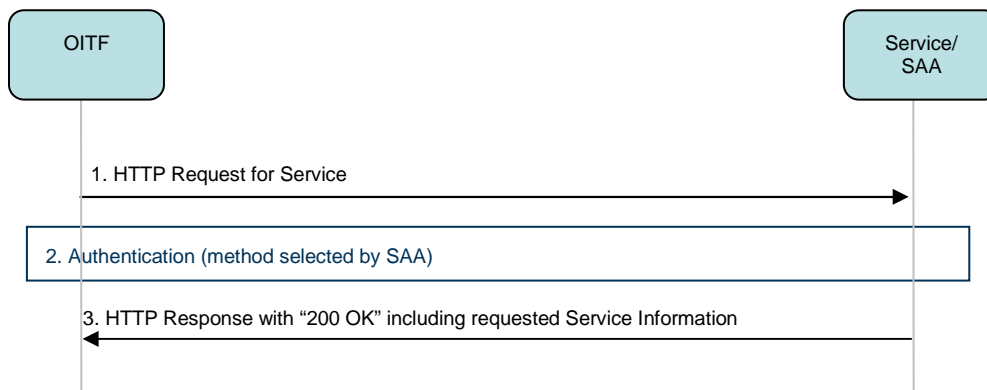 OITF
Service/
SAA
1. HTTP Request for Service
2. Authentication (method selected by SAA)
3. HTTP Response with “200 OK” including requested Service Information